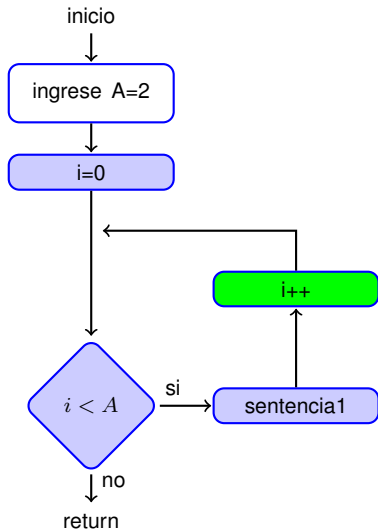 inicio
ingrese A=2
i=0
i++
i < A
si
sentencia1
no
return